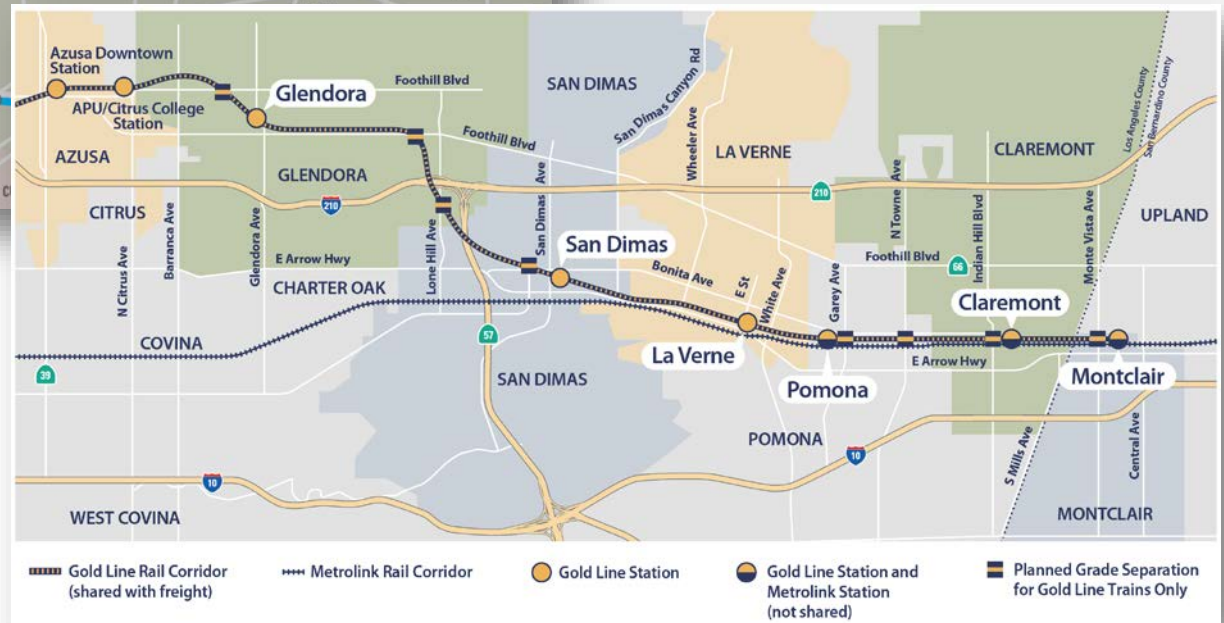 Azusa Downtown
Station
APU/Citrus College
Station
Glendora
Foothill Blvd
SAN DIMAS
San Dimas Canyon Rd
Wheeler Ave
LA VERNE
N Towne Ave
Indian Hill Blvd
CLAREMONT
Los Angeles County
San Bernardino County
AZUSA
GLENDORA
Foothill Blvd
San Dimas Ave
210
210
CITRUS
N Citrus Ave
Barranca Ave
Glendora Ave
Lone Hill Ave
UPLAND
Monte Vista Ave
E Arrow Hwy
CHARTER OAK
San Dimas
Bonita Ave
E St
White Ave
Garey Ave
Foothill Blvd
66
Claremont
COVINA
39
57
SAN DIMAS
La Verne
Pomona
E Arrow Hwy
Montclair
POMONA
10
10
S Mills Ave
Central Ave
WEST COVINA
MONTCLAIR
Gold Line Rail Corridor
(shared with freight)
Metrolink Rail Corridor
Gold Line Station
Gold Line Station and
Metrolink Station
(not shared)
Planned Grade Separation
for Gold Line Trains Only